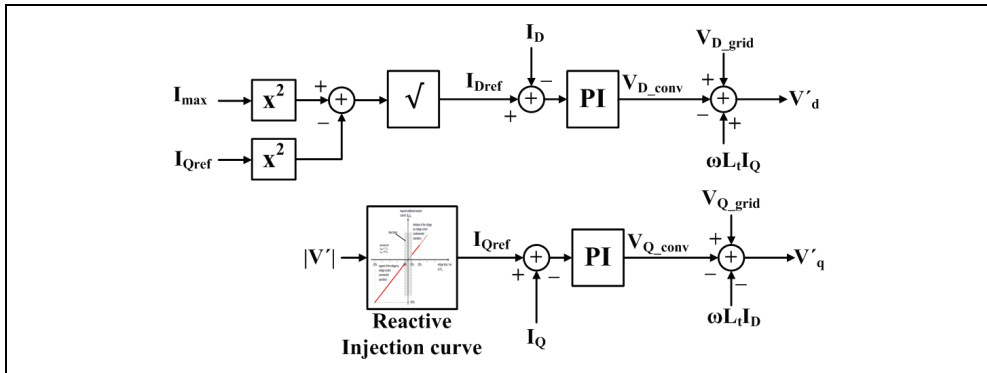 I_D
V_D_grid
I_max
x²
+
+
−
√
I_Dref
−
+
PI
V_D_conv
+
−
+
V´_d
I_Qref
x²
ωL_tI_Q
V_Q_grid
|V´|
I_Qref
+
+
−
PI
V_Q_conv
+
−
+
−
V´_q
Reactive
Injection curve
I_Q
ωL_tI_D